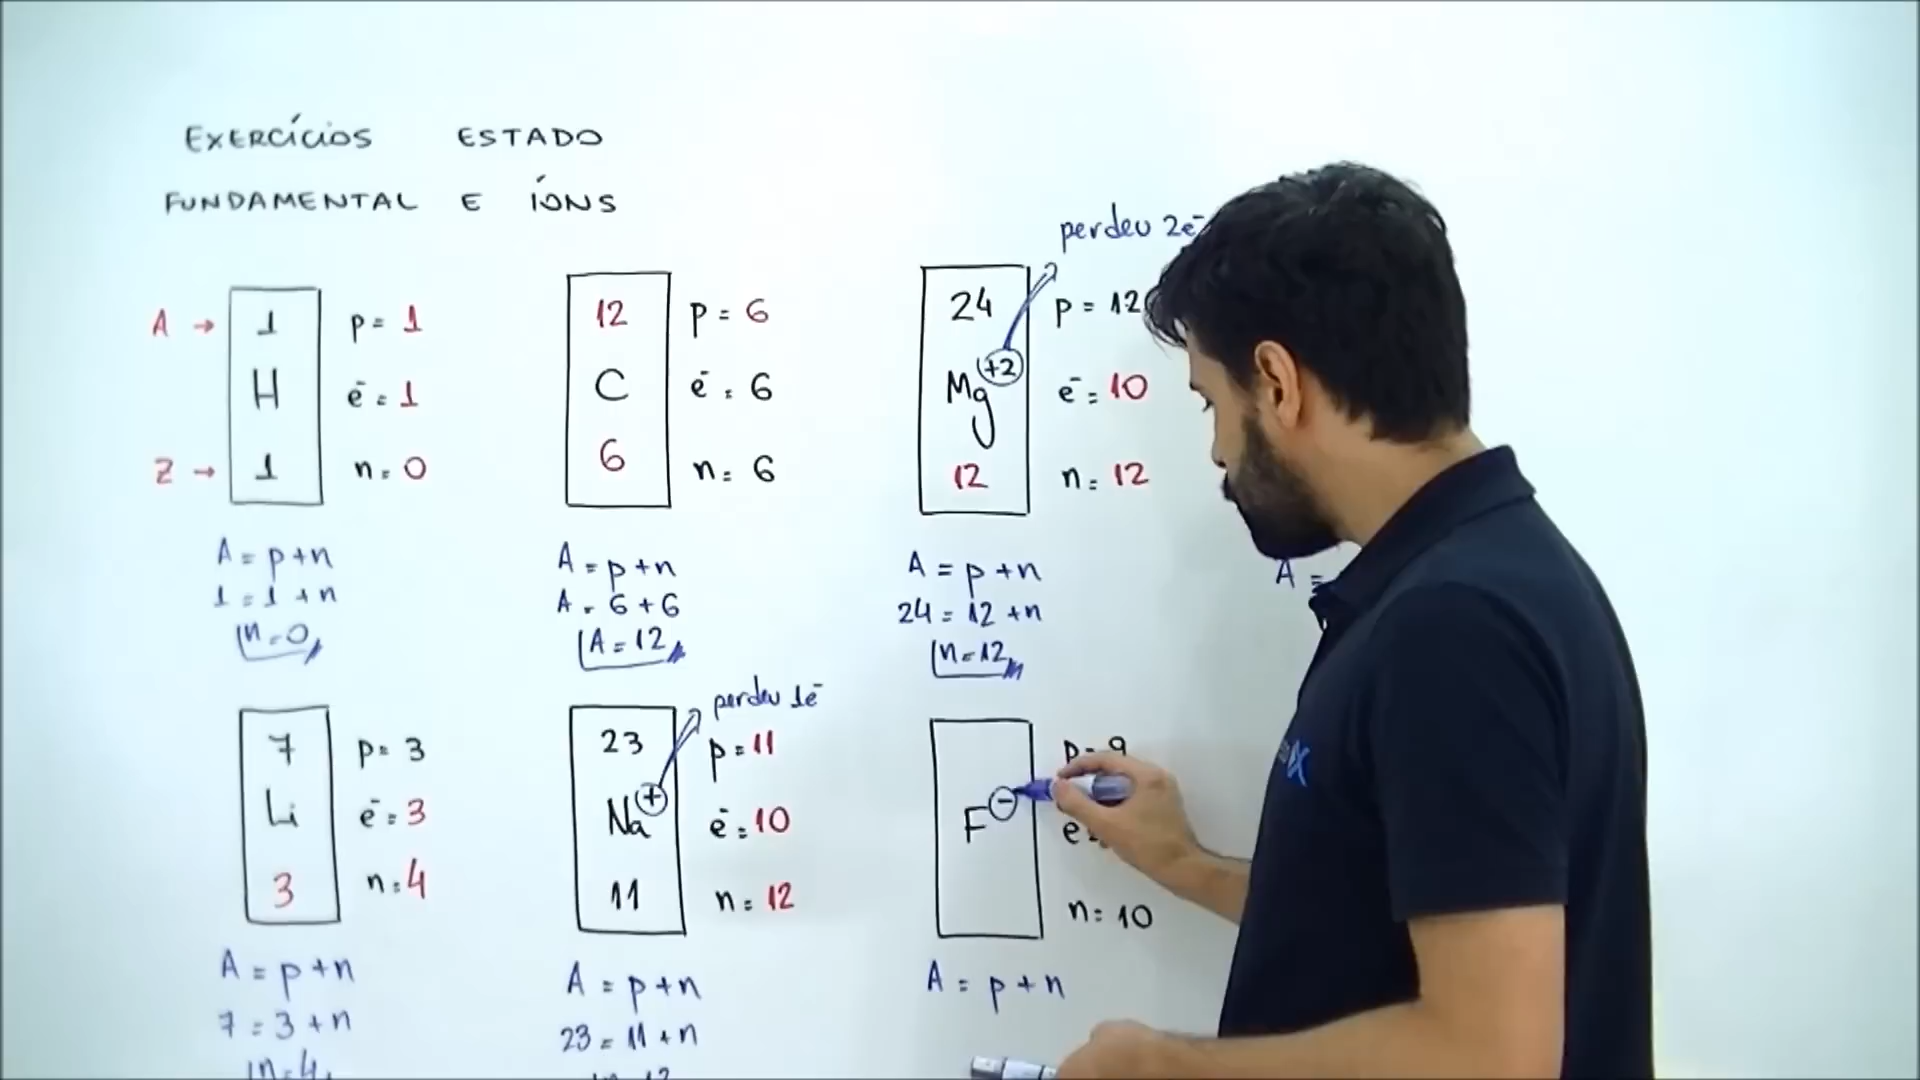 EXERCÍCIOS ESTADO
FUNDAMENTAL E ÍONS
A → 1 p = 1
H e⁻ = 1
Z → 1 n = 0
A = p + n
1 = 1 + n
n = 0
12 p = 6
C e⁻ = 6
6 n = 6
A = p + n
A = 6 + 6
A = 12
perdeu 2e⁻
24 p = 12
Mg +2 e⁻ = 10
12 n = 12
A = p + n
24 = 12 + n
n = 12
A =
7 p = 3
Li e⁻ = 3
3 n = 4
A = p + n
7 = 3 + n
n = 4
perdeu 1e⁻
23 p = 11
Na + e⁻ = 10
11 n = 12
A = p + n
23 = 11 + n
n = 12
p = 9
F − e =
n = 10
A = p + n